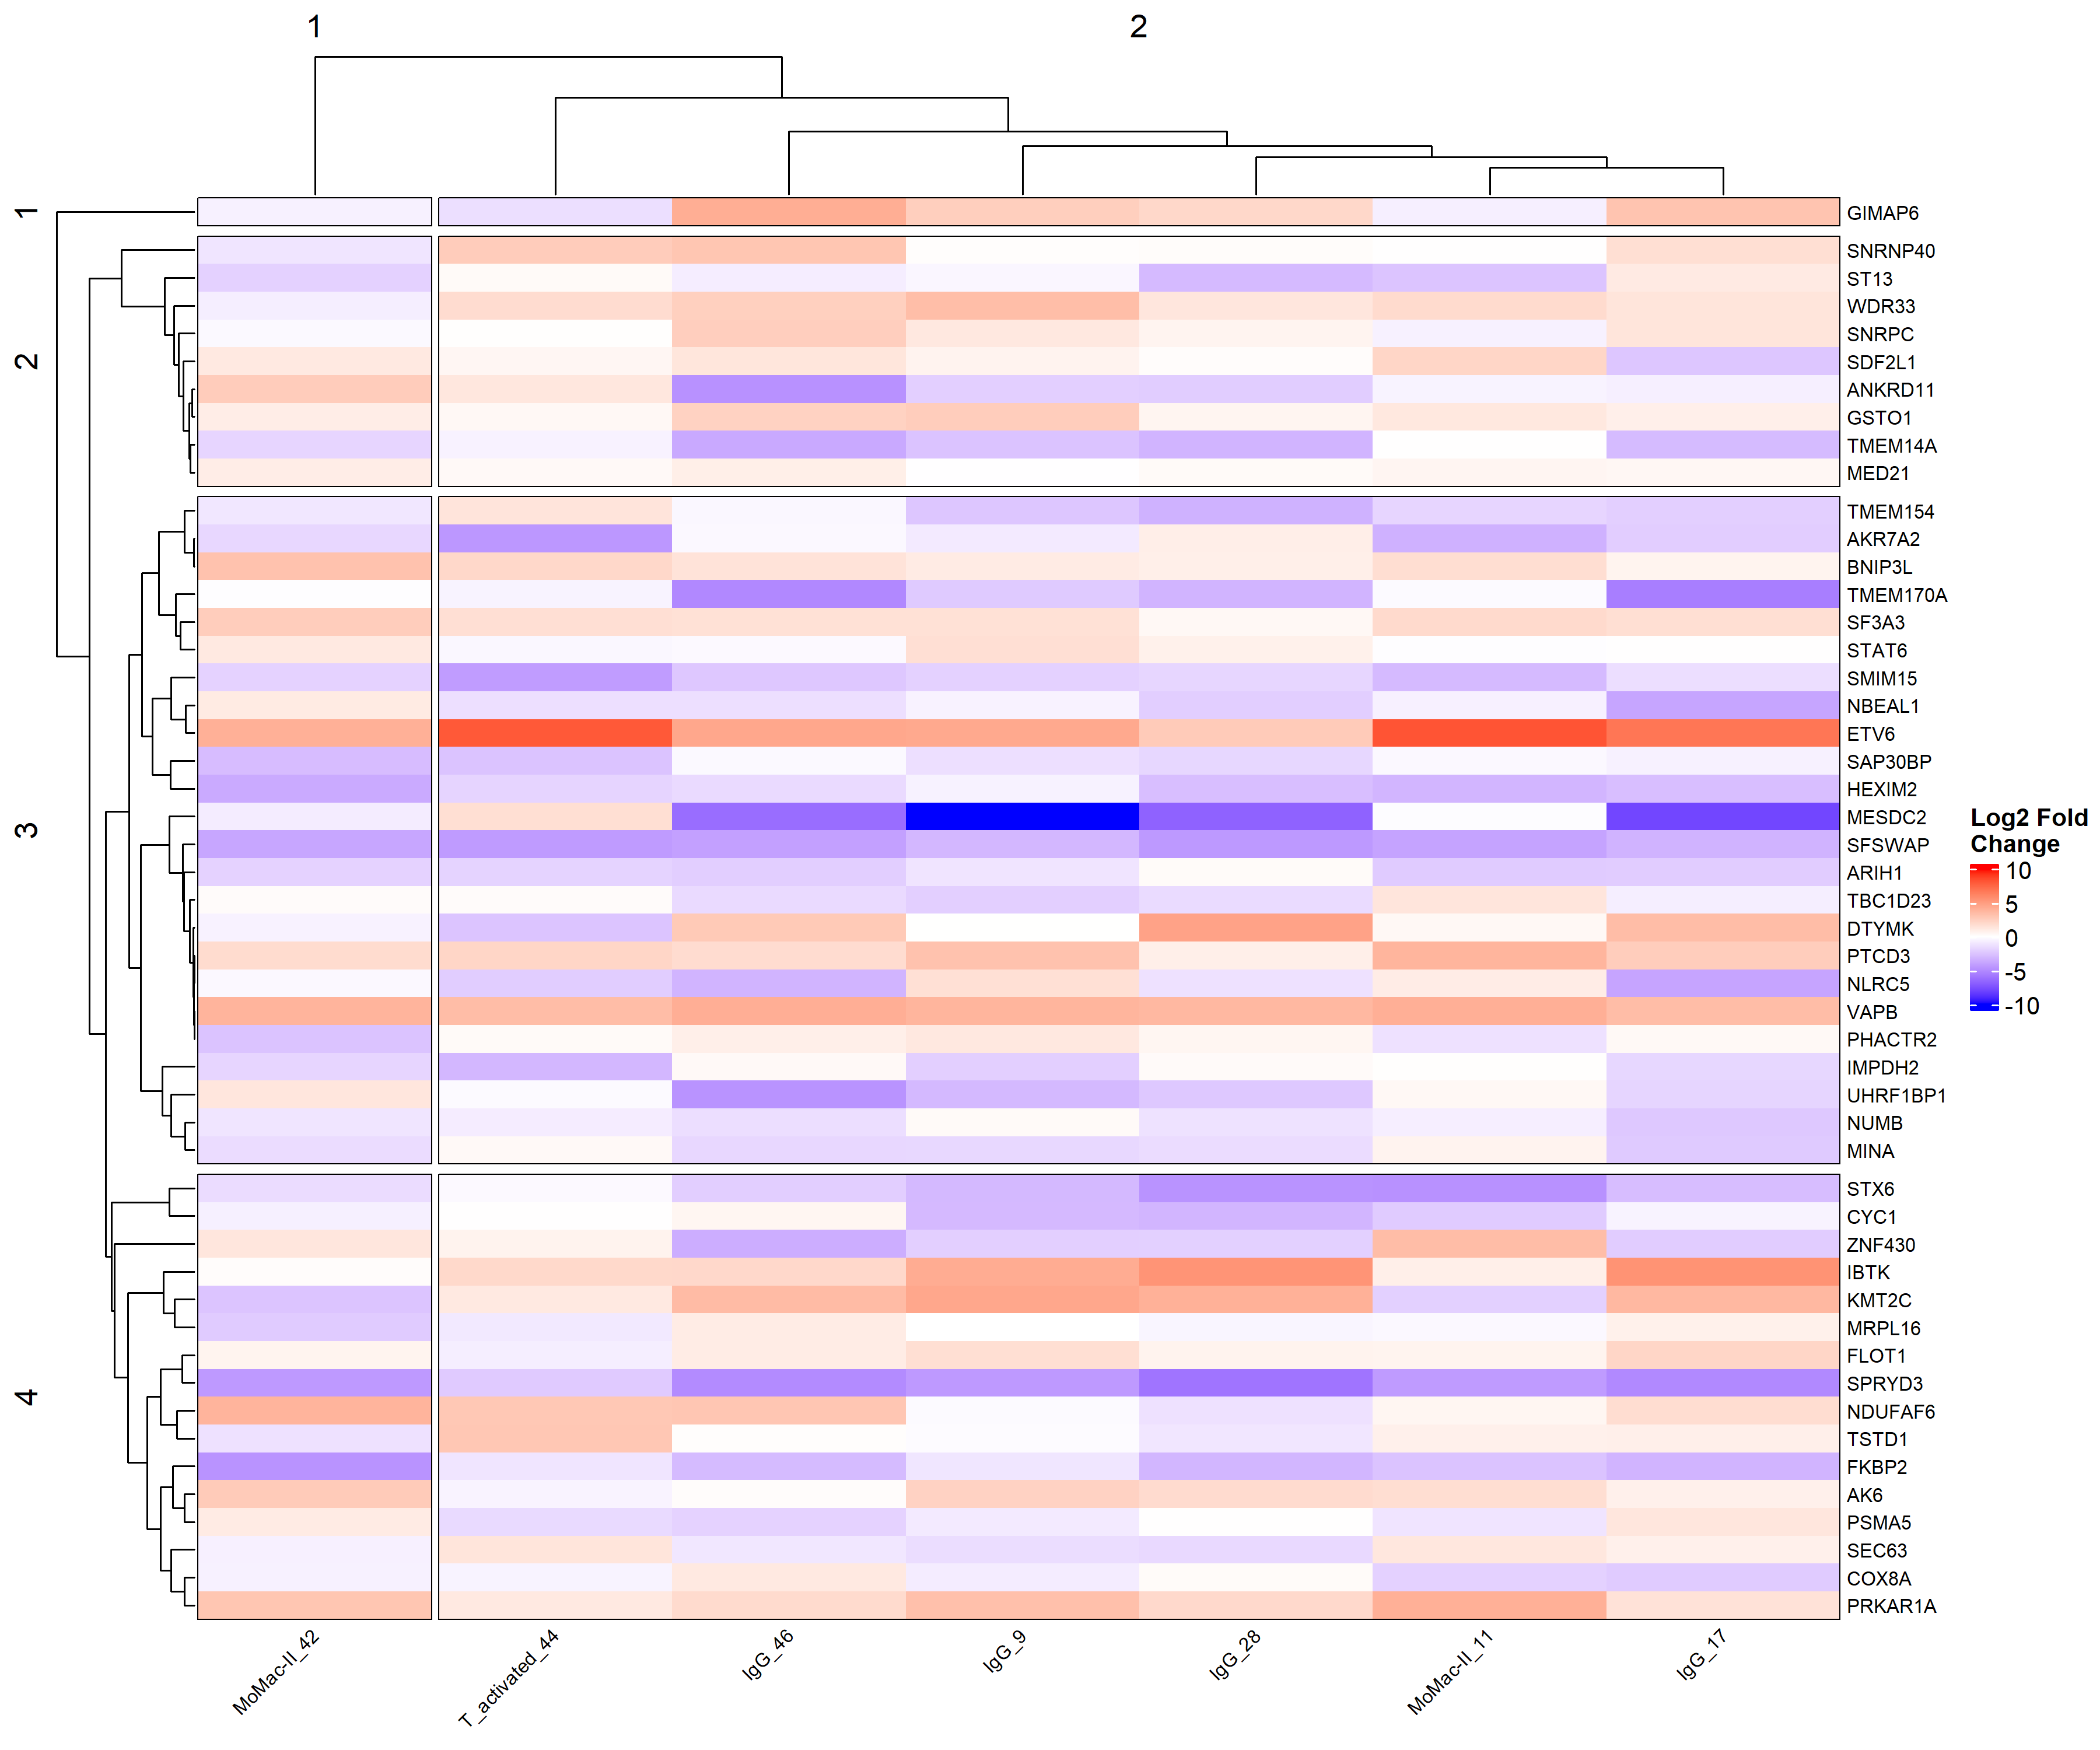 1
2
1
GIMAP6
2
SNRNP40
ST13
WDR33
SNRPC
SDF2L1
ANKRD11
GSTO1
TMEM14A
MED21
3
TMEM154
AKR7A2
BNIP3L
TMEM170A
SF3A3
STAT6
SMIM15
NBEAL1
ETV6
SAP30BP
HEXIM2
MESDC2
SFSWAP
ARIH1
TBC1D23
DTYMK
PTCD3
NLRC5
VAPB
PHACTR2
IMPDH2
UHRF1BP1
NUMB
MINA
4
STX6
CYC1
ZNF430
IBTK
KMT2C
MRPL16
FLOT1
SPRYD3
NDUFAF6
TSTD1
FKBP2
AK6
PSMA5
SEC63
COX8A
PRKAR1A
MoMac-II_42
T_activated_44
IgG_46
IgG_9
IgG_28
MoMac-II_11
IgG_17
Log2 Fold
Change
10
5
0
-5
-10